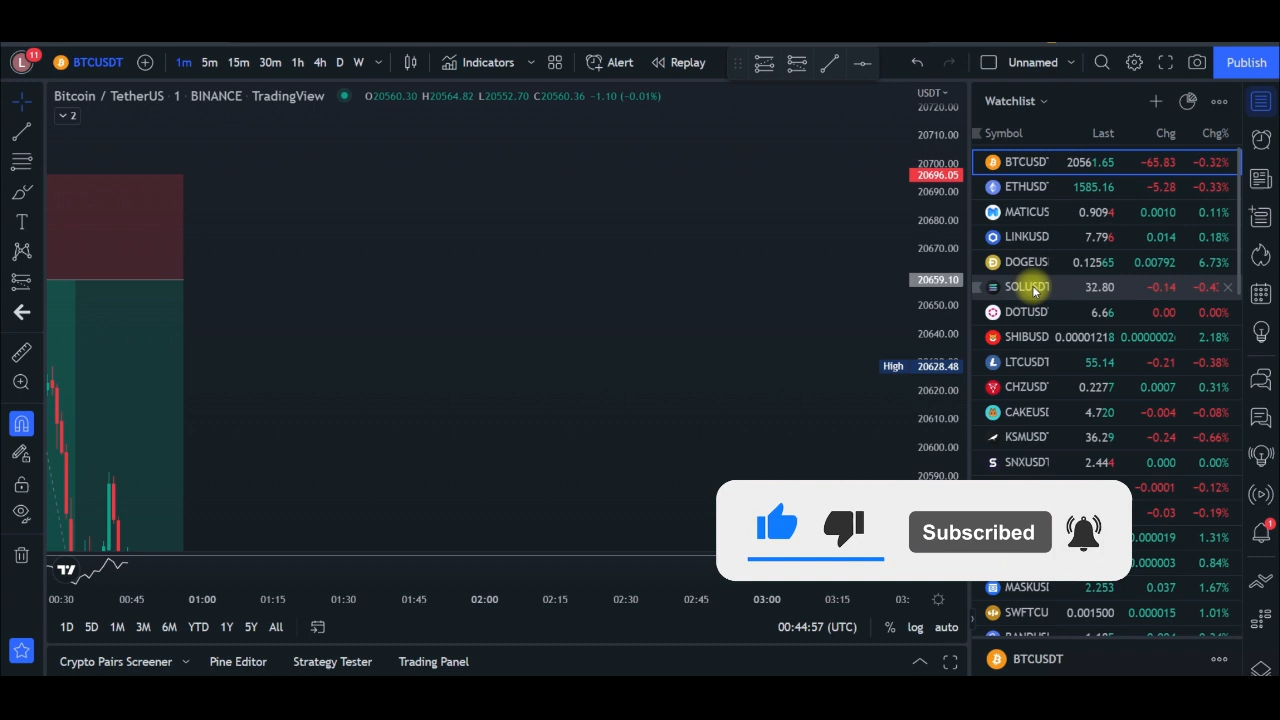 L 11 BTCUSDT 1m 5m 15m 30m 1h 4h D W Indicators Alert Replay Unnamed Publish
Bitcoin / TetherUS · 1 · BINANCE · TradingView O20560.30 H20564.82 L20552.70 C20560.36 -1.10 (-0.01%)
2
USDT
20720.00
20710.00
20700.00
20696.05
20690.00
20680.00
20670.00
20659.10
20650.00
20640.00
High 20628.48
20620.00
20610.00
20600.00
20590.00
Watchlist
Symbol Last Chg Chg%
BTCUSD 20561.65 -65.83 -0.32%
ETHUSD 1585.16 -5.28 -0.33%
MATICUS 0.9094 0.0010 0.11%
LINKUSD 7.796 0.014 0.18%
DOGEUS 0.12565 0.00792 6.73%
SOLUSDT 32.80 -0.14
DOTUSD 6.66 0.00 0.00%
SHIBUSD 0.00001218 0.0000002 2.18%
LTCUSDT 55.14 -0.21 -0.38%
CHZUSD 0.2277 0.0007 0.31%
CAKEUSI 4.720 -0.004 -0.08%
KSMUSD 36.29 -0.24 -0.66%
SNXUSDT 2.444 0.000 0.00%
-0.0001 -0.12%
-0.03 -0.19%
0.000019 1.31%
0.000003 0.84%
MASKUSI 2.253 0.037 1.67%
SWFTCU 0.001500 0.000015 1.01%
Subscribed
1
00:30 00:45 01:00 01:15 01:30 01:45 02:00 02:15 02:30 02:45 03:00 03:15 03:
1D 5D 1M 3M 6M YTD 1Y 5Y All 00:44:57 (UTC) % log auto
Crypto Pairs Screener Pine Editor Strategy Tester Trading Panel
BTCUSDT